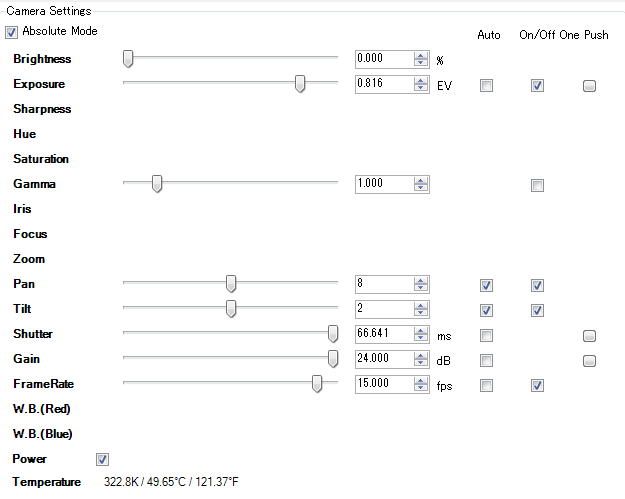 Camera Settings
Absolute Mode
Auto On/Off One Push
Brightness 0.000 %
Exposure 0.816 EV
Sharpness
Hue
Saturation
Gamma 1.000
Iris
Focus
Zoom
Pan 8
Tilt 2
Shutter 66.641 ms
Gain 24.000 dB
FrameRate 15.000 fps
W.B.(Red)
W.B.(Blue)
Power
Temperature 322.8K / 49.65°C / 121.37°F